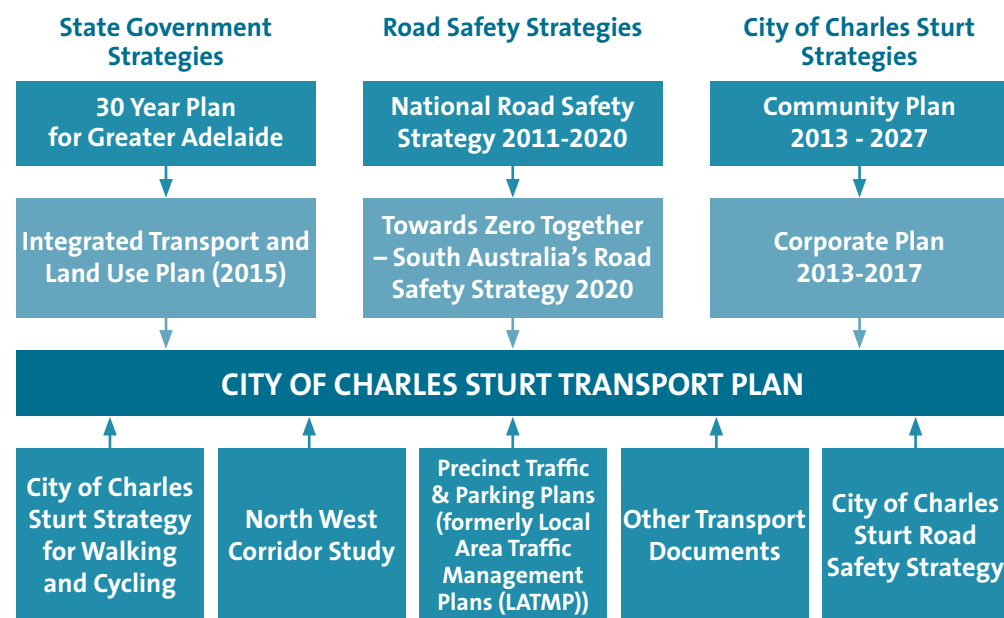 State Government
Strategies
Road Safety Strategies
City of Charles Sturt
Strategies
30 Year Plan
for Greater Adelaide
National Road Safety
Strategy 2011-2020
Community Plan
2013 - 2027
Integrated Transport and
Land Use Plan (2015)
Towards Zero Together
– South Australia’s Road
Safety Strategy 2020
Corporate Plan
2013-2017
CITY OF CHARLES STURT TRANSPORT PLAN
City of Charles
Sturt Strategy
for Walking
and Cycling
North West
Corridor Study
Precinct Traffic
& Parking Plans
(formerly Local
Area Traffic
Management
Plans (LATMP))
Other Transport
Documents
City of Charles
Sturt Road
Safety Strategy